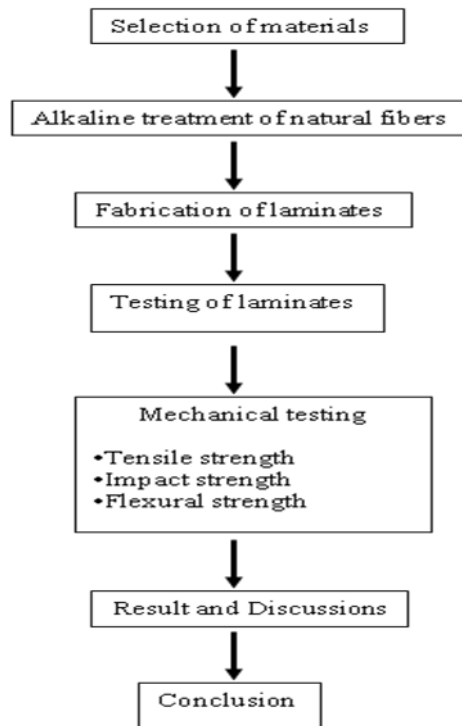 Selection of materials
Alkaline treatment of natural fibers
Fabrication of laminates
Testing of laminates
Mechanical testing
•Tensile strength
•Impact strength
•Flexural strength
Result and Discussions
Conclusion